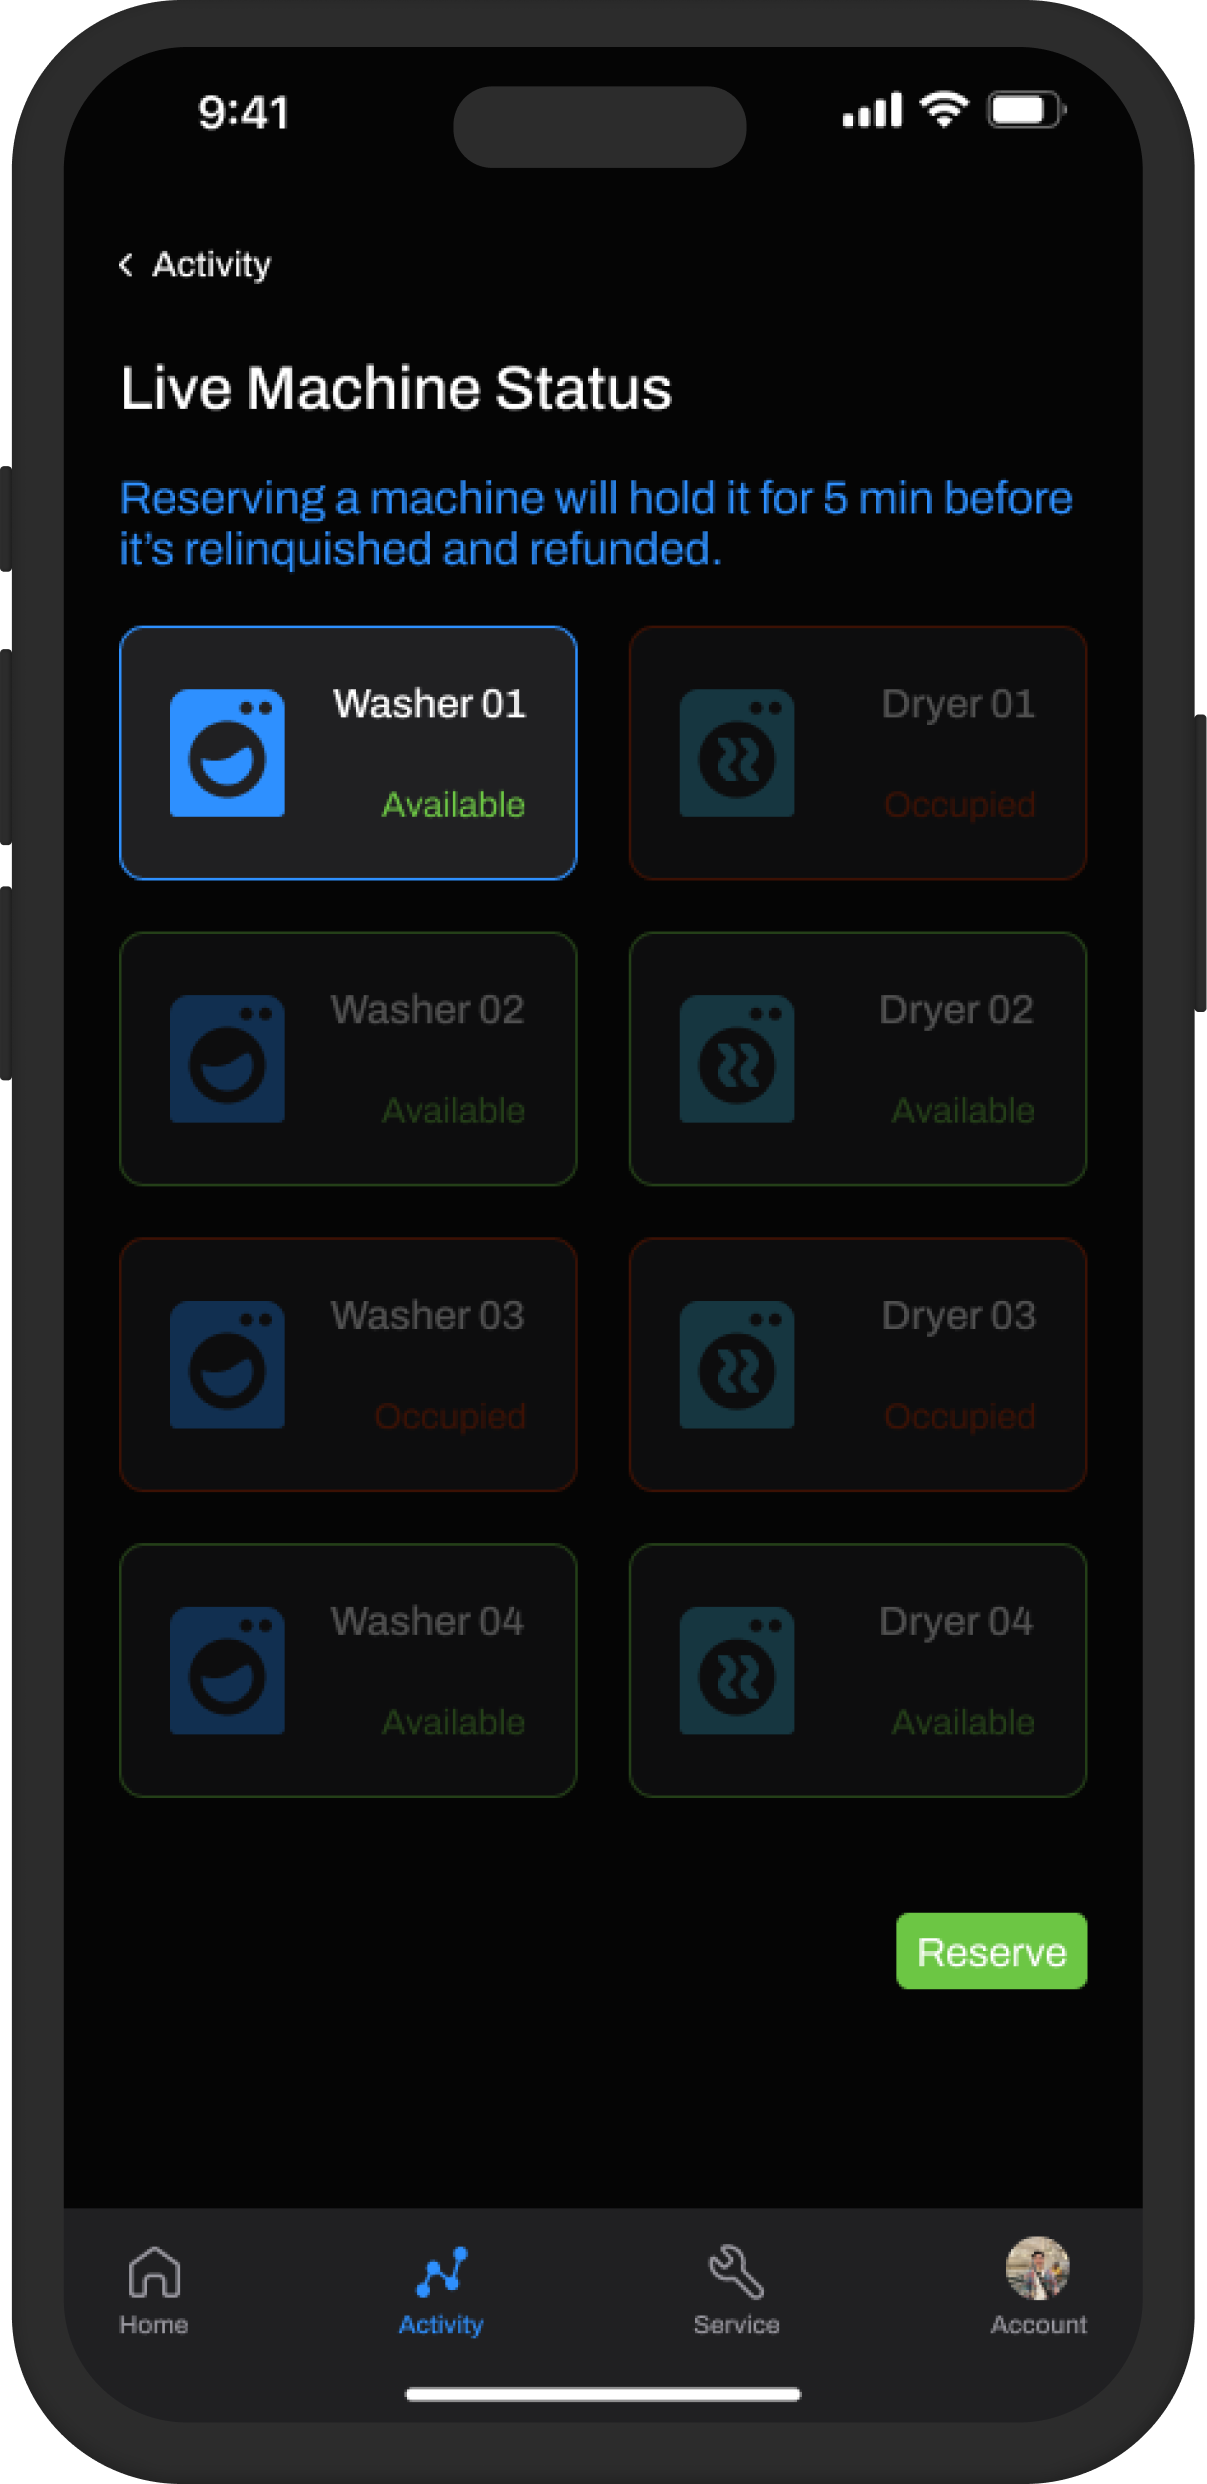 9:41
Activity
Live Machine Status
Reserving a machine will hold it for 5 min before
it's relinquished and refunded.
Washer 01
Available
Dryer 01
Occupied
Washer 02
Available
Dryer 02
Available
Washer 03
Occupied
Dryer 03
Occupied
Washer 04
Available
Dryer 04
Available
Reserve
Home
Activity
Service
Account